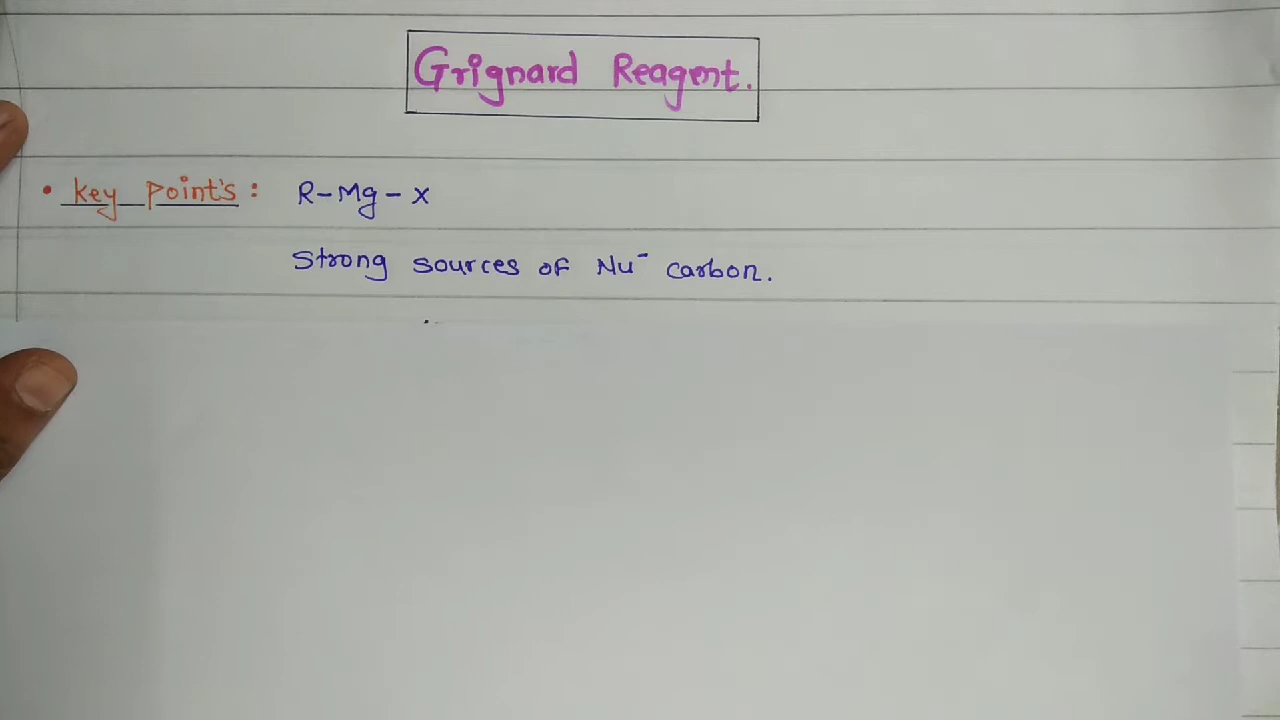 Grignard Reagent.
• Key Point's : R-Mg-X
Strong sources of Nu⁻ carbon.